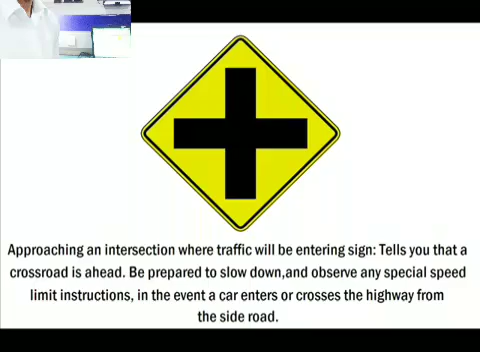 Approaching an intersection where traffic will be entering sign: Tells you that a
crossroad is ahead. Be prepared to slow down,and observe any special speed
limit instructions, in the event a car enters or crosses the highway from
the side road.